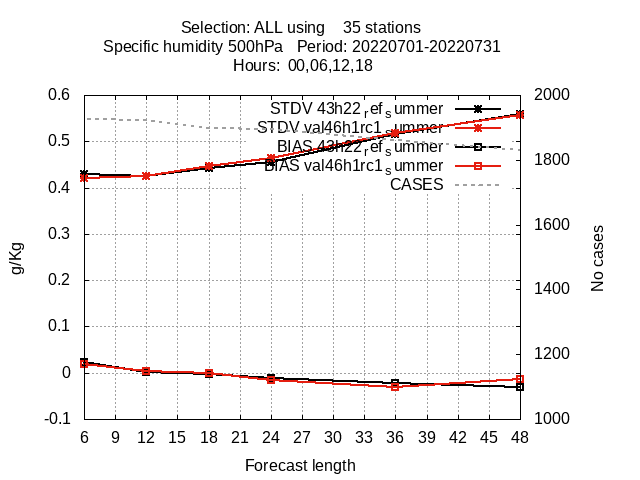 Selection: ALL using    35 stations
Specific humidity 500hPa   Period: 20220701-20220731
Hours:  00,06,12,18
0.6
0.5
0.4
0.3
0.2
0.1
0
-0.1
g/Kg
STDV 43h22ref_summer
STDV val46h1rc1_summer
BIAS 43h22ref_summer
BIAS val46h1rc1_summer
CASES
2000
1800
1600
1400
1200
1000
No cases
6 9 12 15 18 21 24 27 30 33 36 39 42 45 48
Forecast length